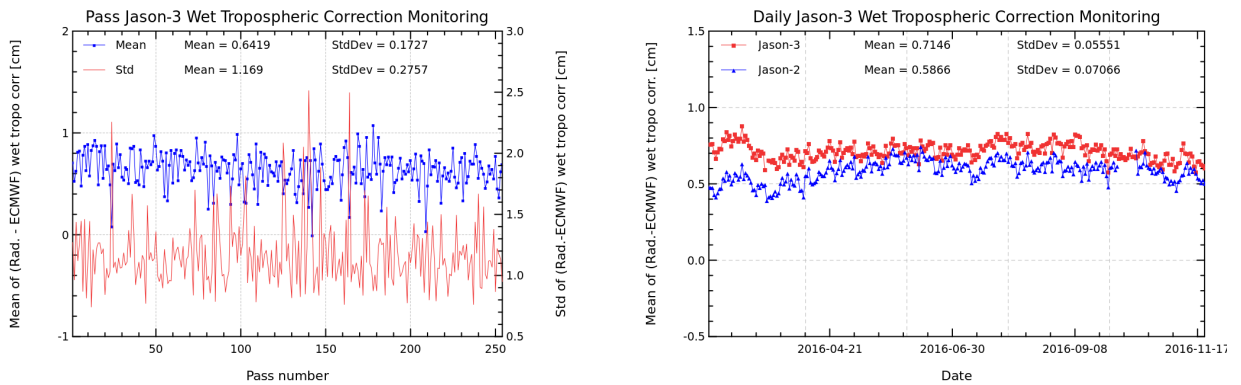 Pass Jason-3 Wet Tropospheric Correction Monitoring
Mean Mean = 0.6419 StdDev = 0.1727
Std Mean = 1.169 StdDev = 0.2757
Mean of (Rad. - ECMWF) wet tropo corr [cm]
2
1
0
-1
3.0
2.5
2.0
1.5
1.0
0.5
Std of (Rad.-ECMWF) wet tropo corr [cm]
50 100 150 200 250
Pass number
Daily Jason-3 Wet Tropospheric Correction Monitoring
Jason-3 Mean = 0.7146 StdDev = 0.05551
Jason-2 Mean = 0.5866 StdDev = 0.07066
Mean of (Rad.-ECMWF) wet tropo corr. [cm]
1.5
1.0
0.5
0.0
-0.5
2016-04-21 2016-06-30 2016-09-08 2016-11-17
Date